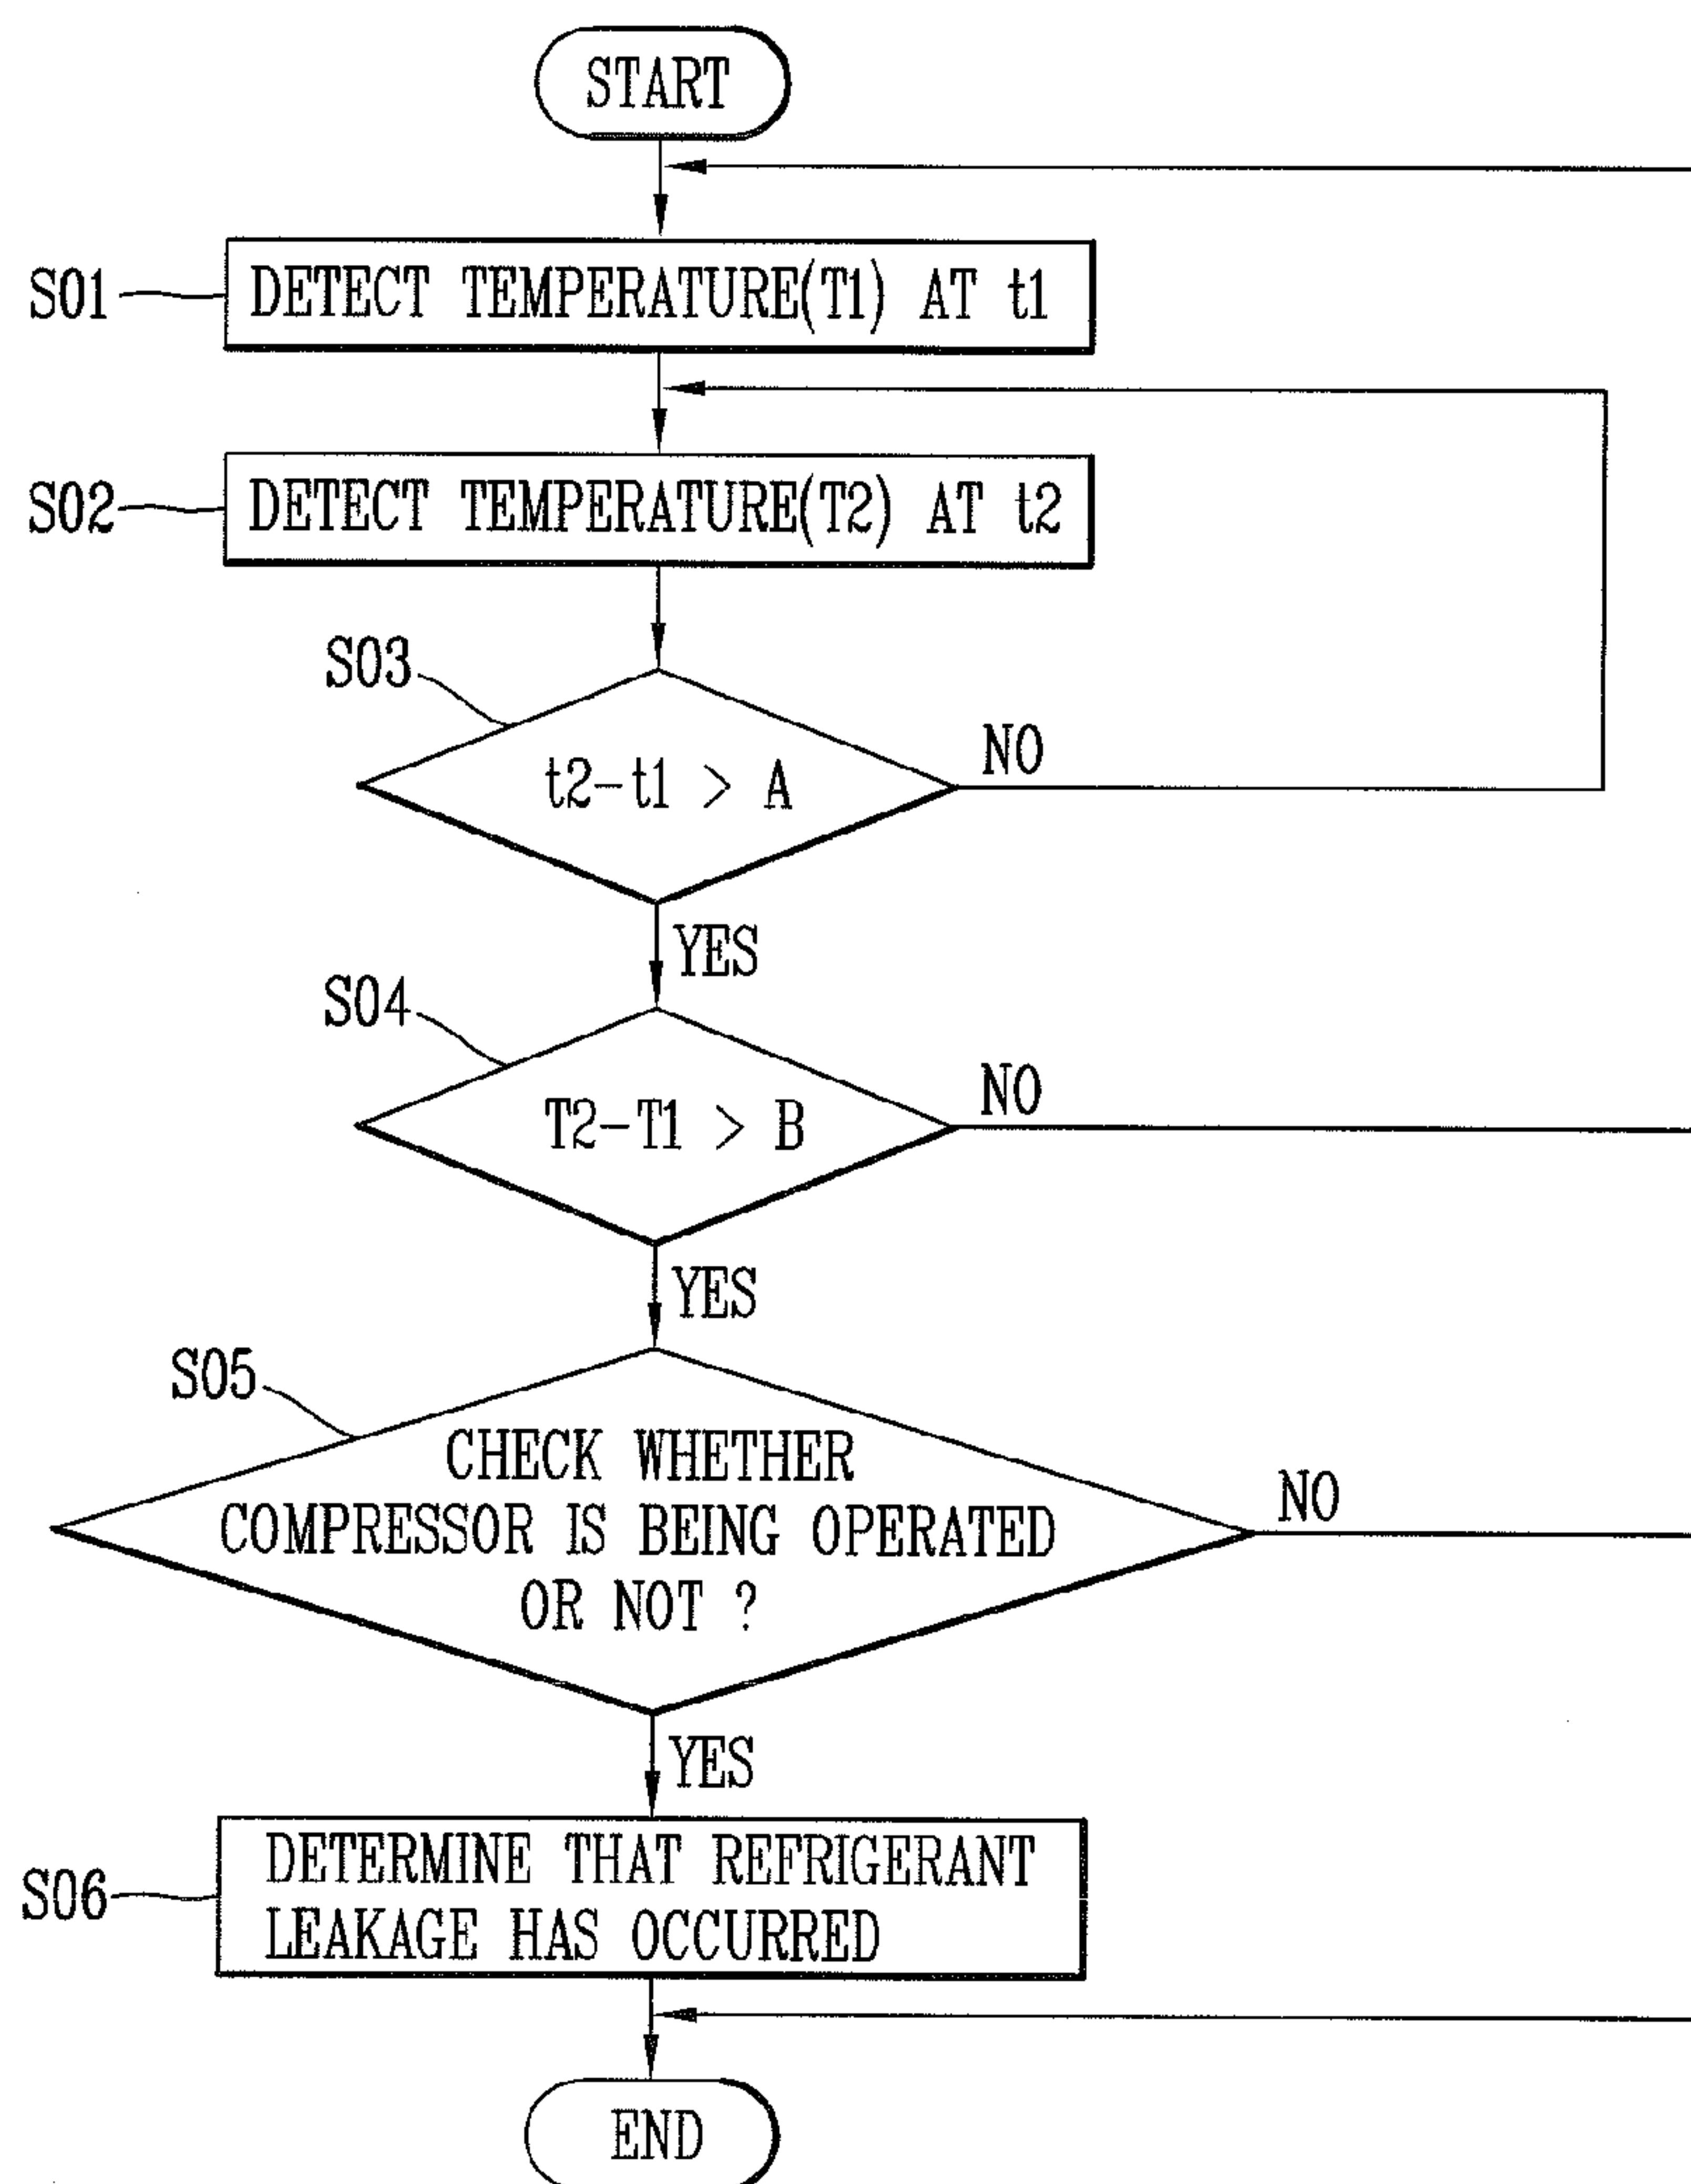 START
S01
DETECT TEMPERATURE(T1) AT t1
S02
DETECT TEMPERATURE(T2) AT t2
S03
t2-t1 > A
NO
YES
S04
T2-T1 > B
NO
YES
S05
CHECK WHETHER
COMPRESSOR IS BEING OPERATED
OR NOT ?
NO
YES
S06
DETERMINE THAT REFRIGERANT
LEAKAGE HAS OCCURRED
END